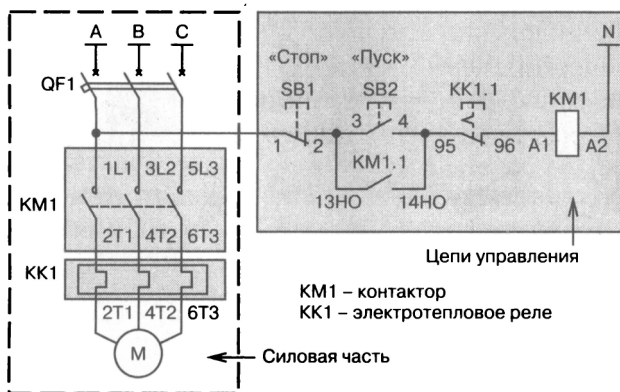 A B C
N
QF1
«Стоп» «Пуск»
SB1 SB2 KK1.1 KM1
3 4
1 2 95 96 A1 A2
KM1.1
13НО 14НО
1L1 3L2 5L3
KM1
2T1 4T2 6T3
KK1
2T1 4T2 6T3
M
Цепи управления
KM1 – контактор
KK1 – электротепловое реле
Силовая часть